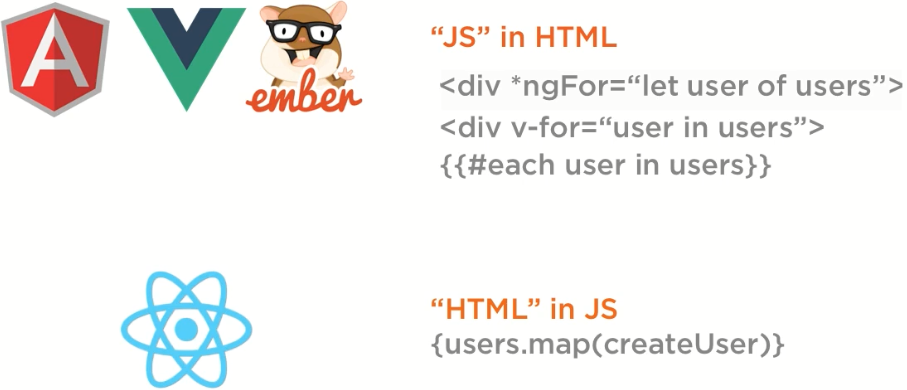 A
ember
“JS” in HTML
<div *ngFor=“let user of users”>
<div v-for=“user in users”>
{{#each user in users}}
“HTML” in JS
{users.map(createUser)}